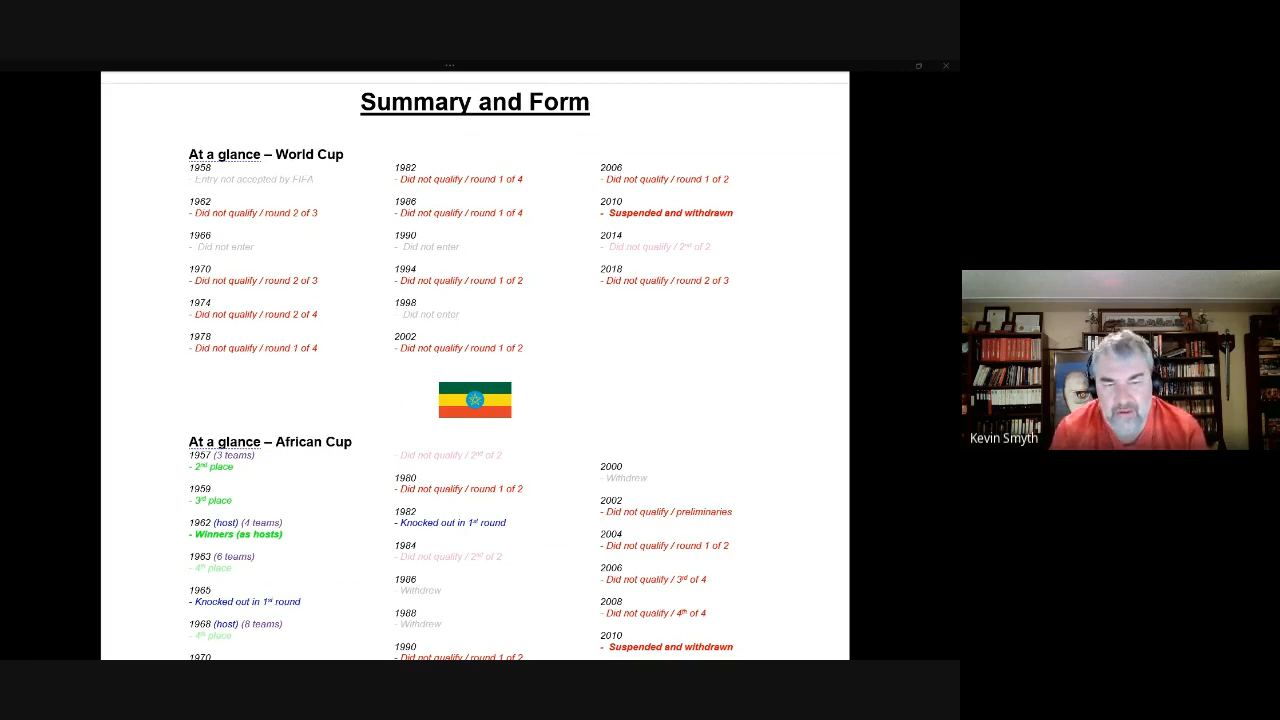 Summary and Form
At a glance – World Cup
1958
- Entry not accepted by FIFA
1962
- Did not qualify / round 2 of 3
1966
- Did not enter
1970
- Did not qualify / round 2 of 3
1974
- Did not qualify / round 2 of 4
1978
- Did not qualify / round 1 of 4
1982
- Did not qualify / round 1 of 4
1986
- Did not qualify / round 1 of 4
1990
- Did not enter
1994
- Did not qualify / round 1 of 2
1998
- Did not enter
2002
- Did not qualify / round 1 of 2
2006
- Did not qualify / round 1 of 2
2010
- Suspended and withdrawn
2014
- Did not qualify / 2nd of 2
2018
- Did not qualify / round 2 of 3
At a glance – African Cup
1957 (3 teams)
- 2nd place
1959
- 3rd place
1962 (host) (4 teams)
- Winners (as hosts)
1963 (6 teams)
- 4th place
1965
- Knocked out in 1st round
1968 (host) (8 teams)
- 4th place
1970
- Did not qualify / 2nd of 2
1980
- Did not qualify / round 1 of 2
1982
- Knocked out in 1st round
1984
- Did not qualify / 2nd of 2
1986
- Withdrew
1988
- Withdrew
1990
- Did not qualify / round 1 of 2
2000
- Withdrew
2002
- Did not qualify / preliminaries
2004
- Did not qualify / round 1 of 2
2006
- Did not qualify / 3rd of 4
2008
- Did not qualify / 4th of 4
2010
- Suspended and withdrawn
Kevin Smyth